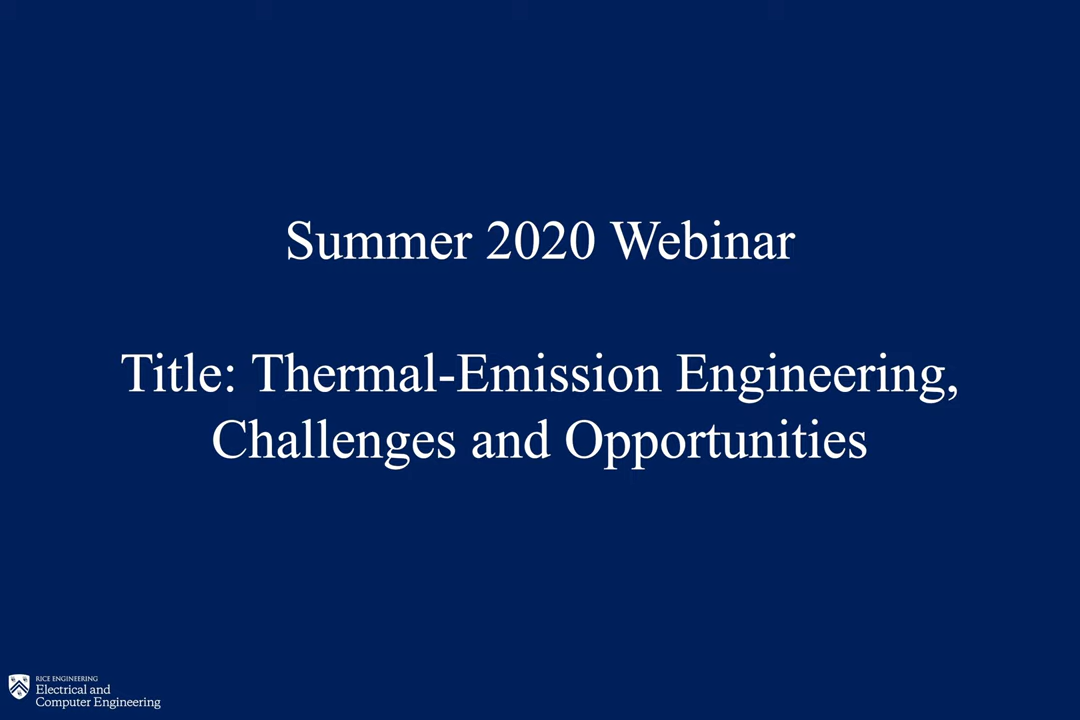 Summer 2020 Webinar
Title: Thermal-Emission Engineering,
Challenges and Opportunities
RICE ENGINEERING
Electrical and
Computer Engineering